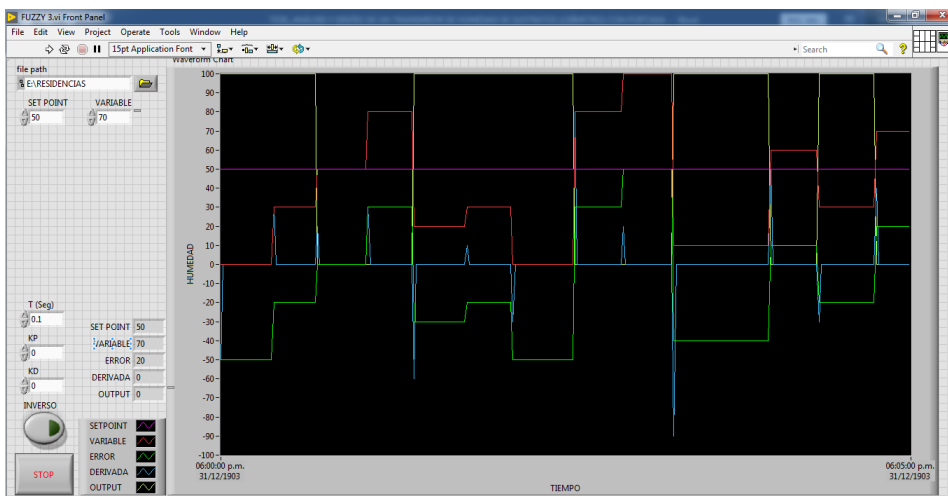 FUZZY 3.vi Front Panel
File Edit View Project Operate Tools Window Help
15pt Application Font
Search
file path
E:\RESIDENCIAS
SET POINT VARIABLE
50 70
Waveform Chart
100
90
80
70
60
50
40
30
20
10
0
-10
-20
-30
-40
-50
-60
-70
-80
-90
-100
HUMEDAD
06:00:00 p.m.
31/12/1903
06:05:00 p.m.
31/12/1903
TIEMPO
T (Seg)
0.1
KP
0
KD
0
INVERSO
STOP
SET POINT 50
VARIABLE 70
ERROR 20
DERIVADA 0
OUTPUT 0
SETPOINT
VARIABLE
ERROR
DERIVADA
OUTPUT